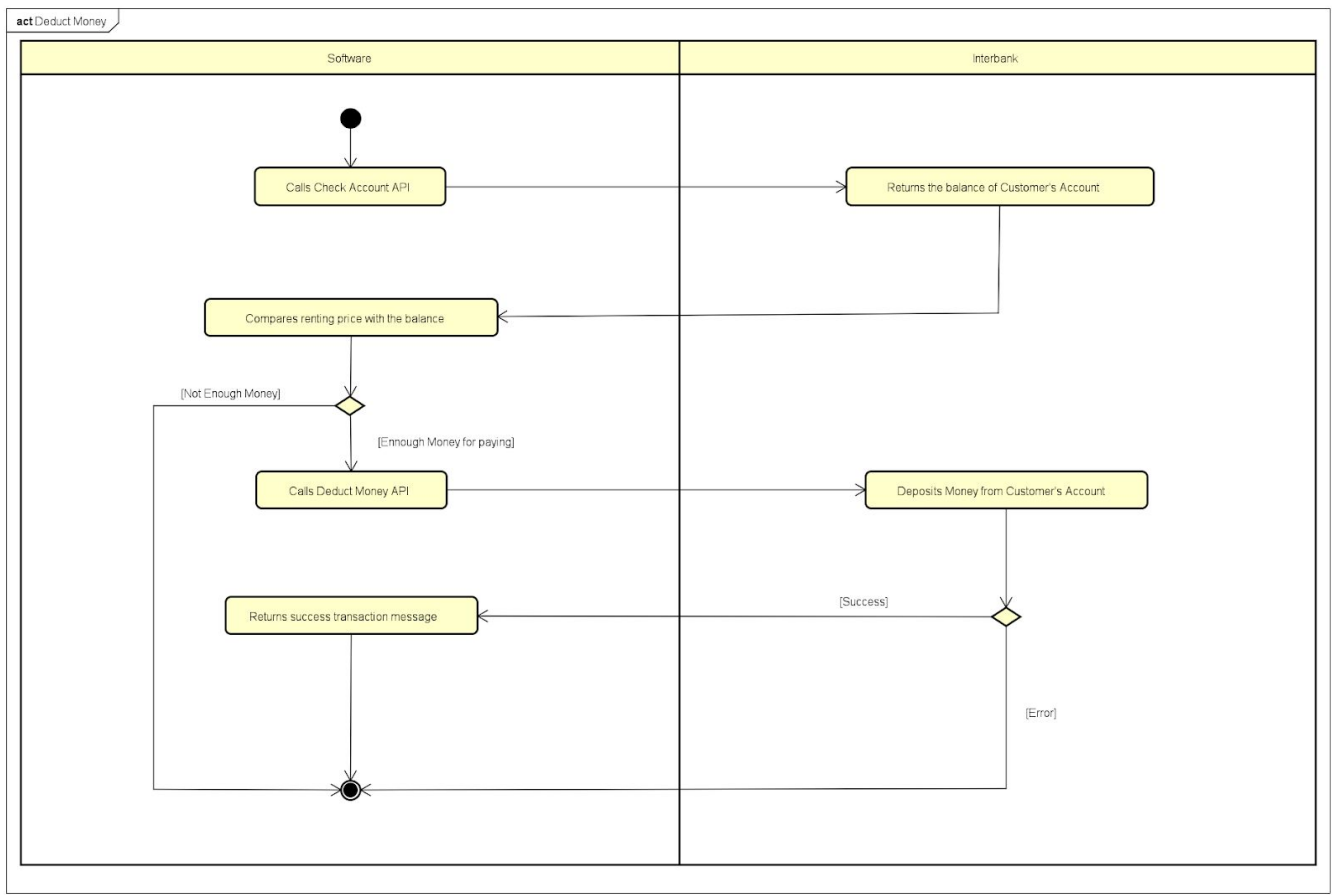 act Deduct Money
Software
Interbank
Calls Check Account API
Returns the balance of Customer's Account
Compares renting price with the balance
[Not Enough Money]
[Ennough Money for paying]
Calls Deduct Money API
Deposits Money from Customer's Account
[Success]
Returns success transaction message
[Error]